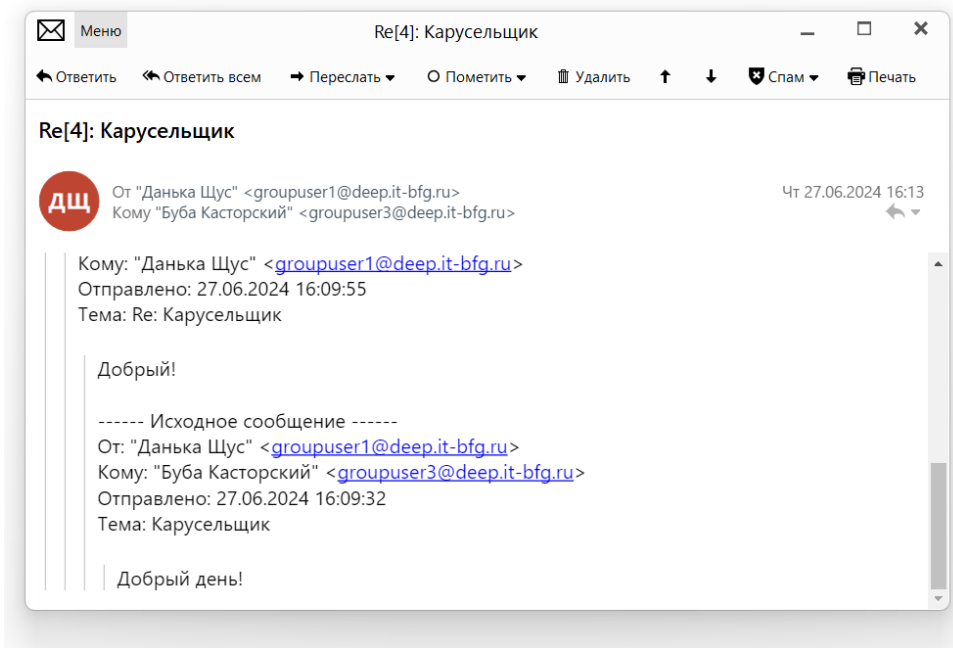 Меню
Re[4]: Карусельщик
Ответить Ответить всем Переслать Пометить Удалить Спам Печать
Re[4]: Карусельщик
ДЩ
От "Данька Щус" <groupuser1@deep.it-bfg.ru>
Чт 27.06.2024 16:13
Кому "Буба Касторский" <groupuser3@deep.it-bfg.ru>
Кому: "Данька Щус" <groupuser1@deep.it-bfg.ru>
Отправлено: 27.06.2024 16:09:55
Тема: Re: Карусельщик
Добрый!
------ Исходное сообщение ------
От: "Данька Щус" <groupuser1@deep.it-bfg.ru>
Кому: "Буба Касторский" <groupuser3@deep.it-bfg.ru>
Отправлено: 27.06.2024 16:09:32
Тема: Карусельщик
Добрый день!